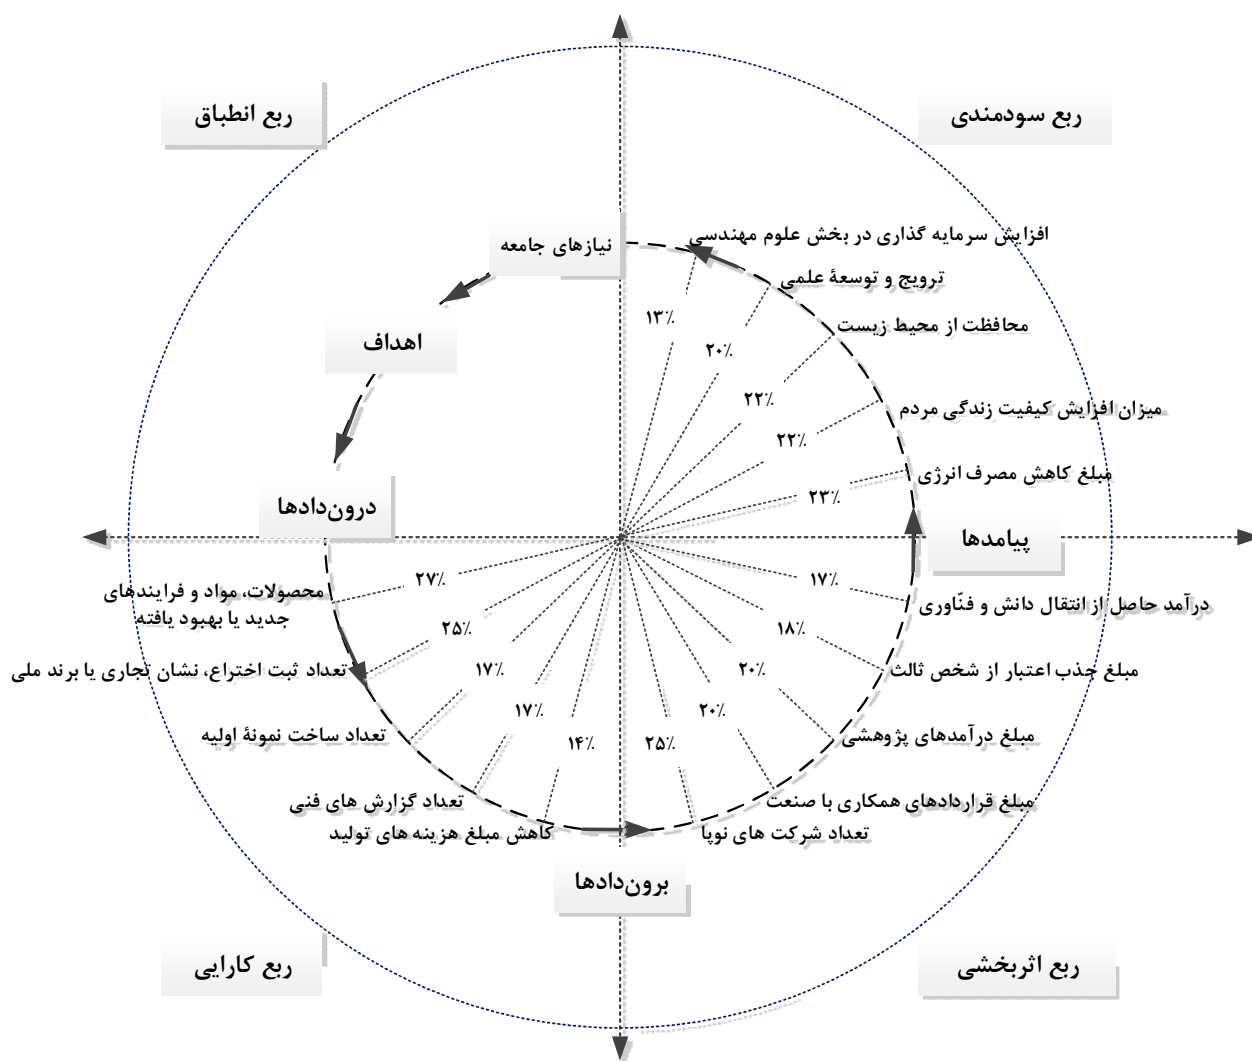 ربع انطباق
ربع سودمندی
نیازهای جامعه
اهداف
درون‌دادها
افزایش سرمایه گذاری در بخش علوم مهندسی
ترویج و توسعهٔ علمی
محافظت از محیط زیست
میزان افزایش کیفیت زندگی مردم
مبلغ کاهش مصرف انرژی
۱۳٪
۲۰٪
۲۲٪
۲۲٪
۲۳٪
پیامدها
۱۷٪
۱۸٪
۲۰٪
۲۰٪
۲۵٪
درآمد حاصل از انتقال دانش و فنّاوری
مبلغ جذب اعتبار از شخص ثالث
مبلغ درآمدهای پژوهشی
مبلغ قراردادهای همکاری با صنعت
تعداد شرکت های نوپا
۲۷٪
۲۵٪
۱۷٪
۱۷٪
۱۴٪
محصولات، مواد و فرایندهای
جدید یا بهبود یافته
تعداد ثبت اختراع، نشان تجاری یا برند ملی
تعداد ساخت نمونهٔ اولیه
تعداد گزارش های فنی
کاهش مبلغ هزینه های تولید
برون‌دادها
ربع کارایی
ربع اثربخشی